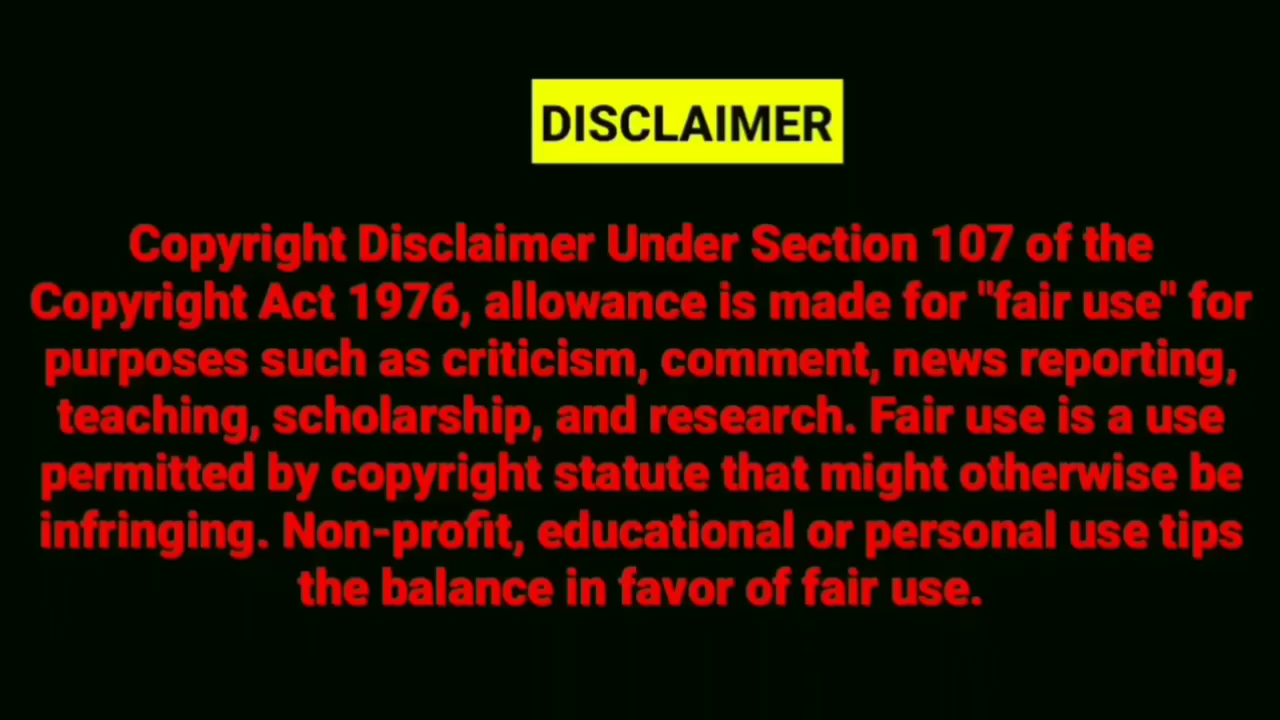 DISCLAIMER
Copyright Disclaimer Under Section 107 of the
Copyright Act 1976, allowance is made for "fair use" for
purposes such as criticism, comment, news reporting,
teaching, scholarship, and research. Fair use is a use
permitted by copyright statute that might otherwise be
infringing. Non-profit, educational or personal use tips
the balance in favor of fair use.